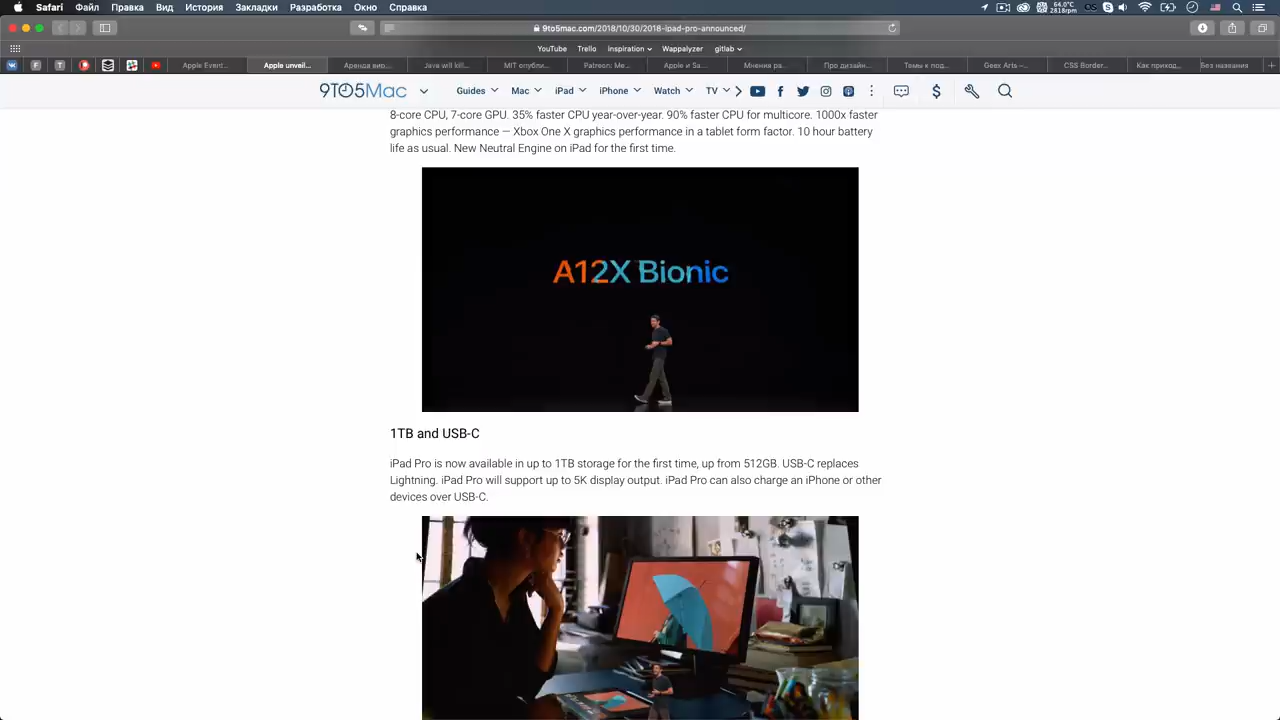 Safari Файл Правка Вид История Закладки Разработка Окно Справка 54.0°C 2818rpm
9to5mac.com/2018/10/30/2018-ipad-pro-announced/
YouTube Trello inspiration Wappalyzer gitlab
Apple Event... Apple unveil... Аренда вир... Java will kill... MIT опубли... Patreon: Me... Apple и Sa... Мнения ра... Про дизайн... Темы к под... Geex Arts –... CSS Border... Как приход... Без названия
9TO5Mac Guides Mac iPad iPhone Watch TV
8-core CPU, 7-core GPU. 35% faster CPU year-over-year. 90% faster CPU for multicore. 1000x faster
graphics performance — Xbox One X graphics performance in a tablet form factor. 10 hour battery
life as usual. New Neutral Engine on iPad for the first time.
A12X Bionic
1TB and USB-C
iPad Pro is now available in up to 1TB storage for the first time, up from 512GB. USB-C replaces
Lightning. iPad Pro will support up to 5K display output. iPad Pro can also charge an iPhone or other
devices over USB-C.